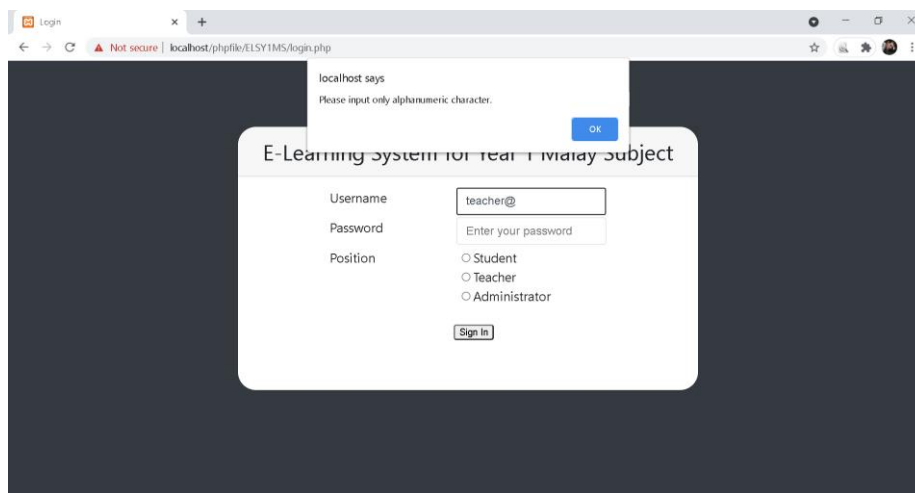 Login
Not secure localhost/phpfile/ELSY1MS/login.php
localhost says
Please input only alphanumeric character.
OK
E-Learning System for Year 1 Malay Subject
Username teacher@
Password Enter your password
Position Student
Teacher
Administrator
Sign In